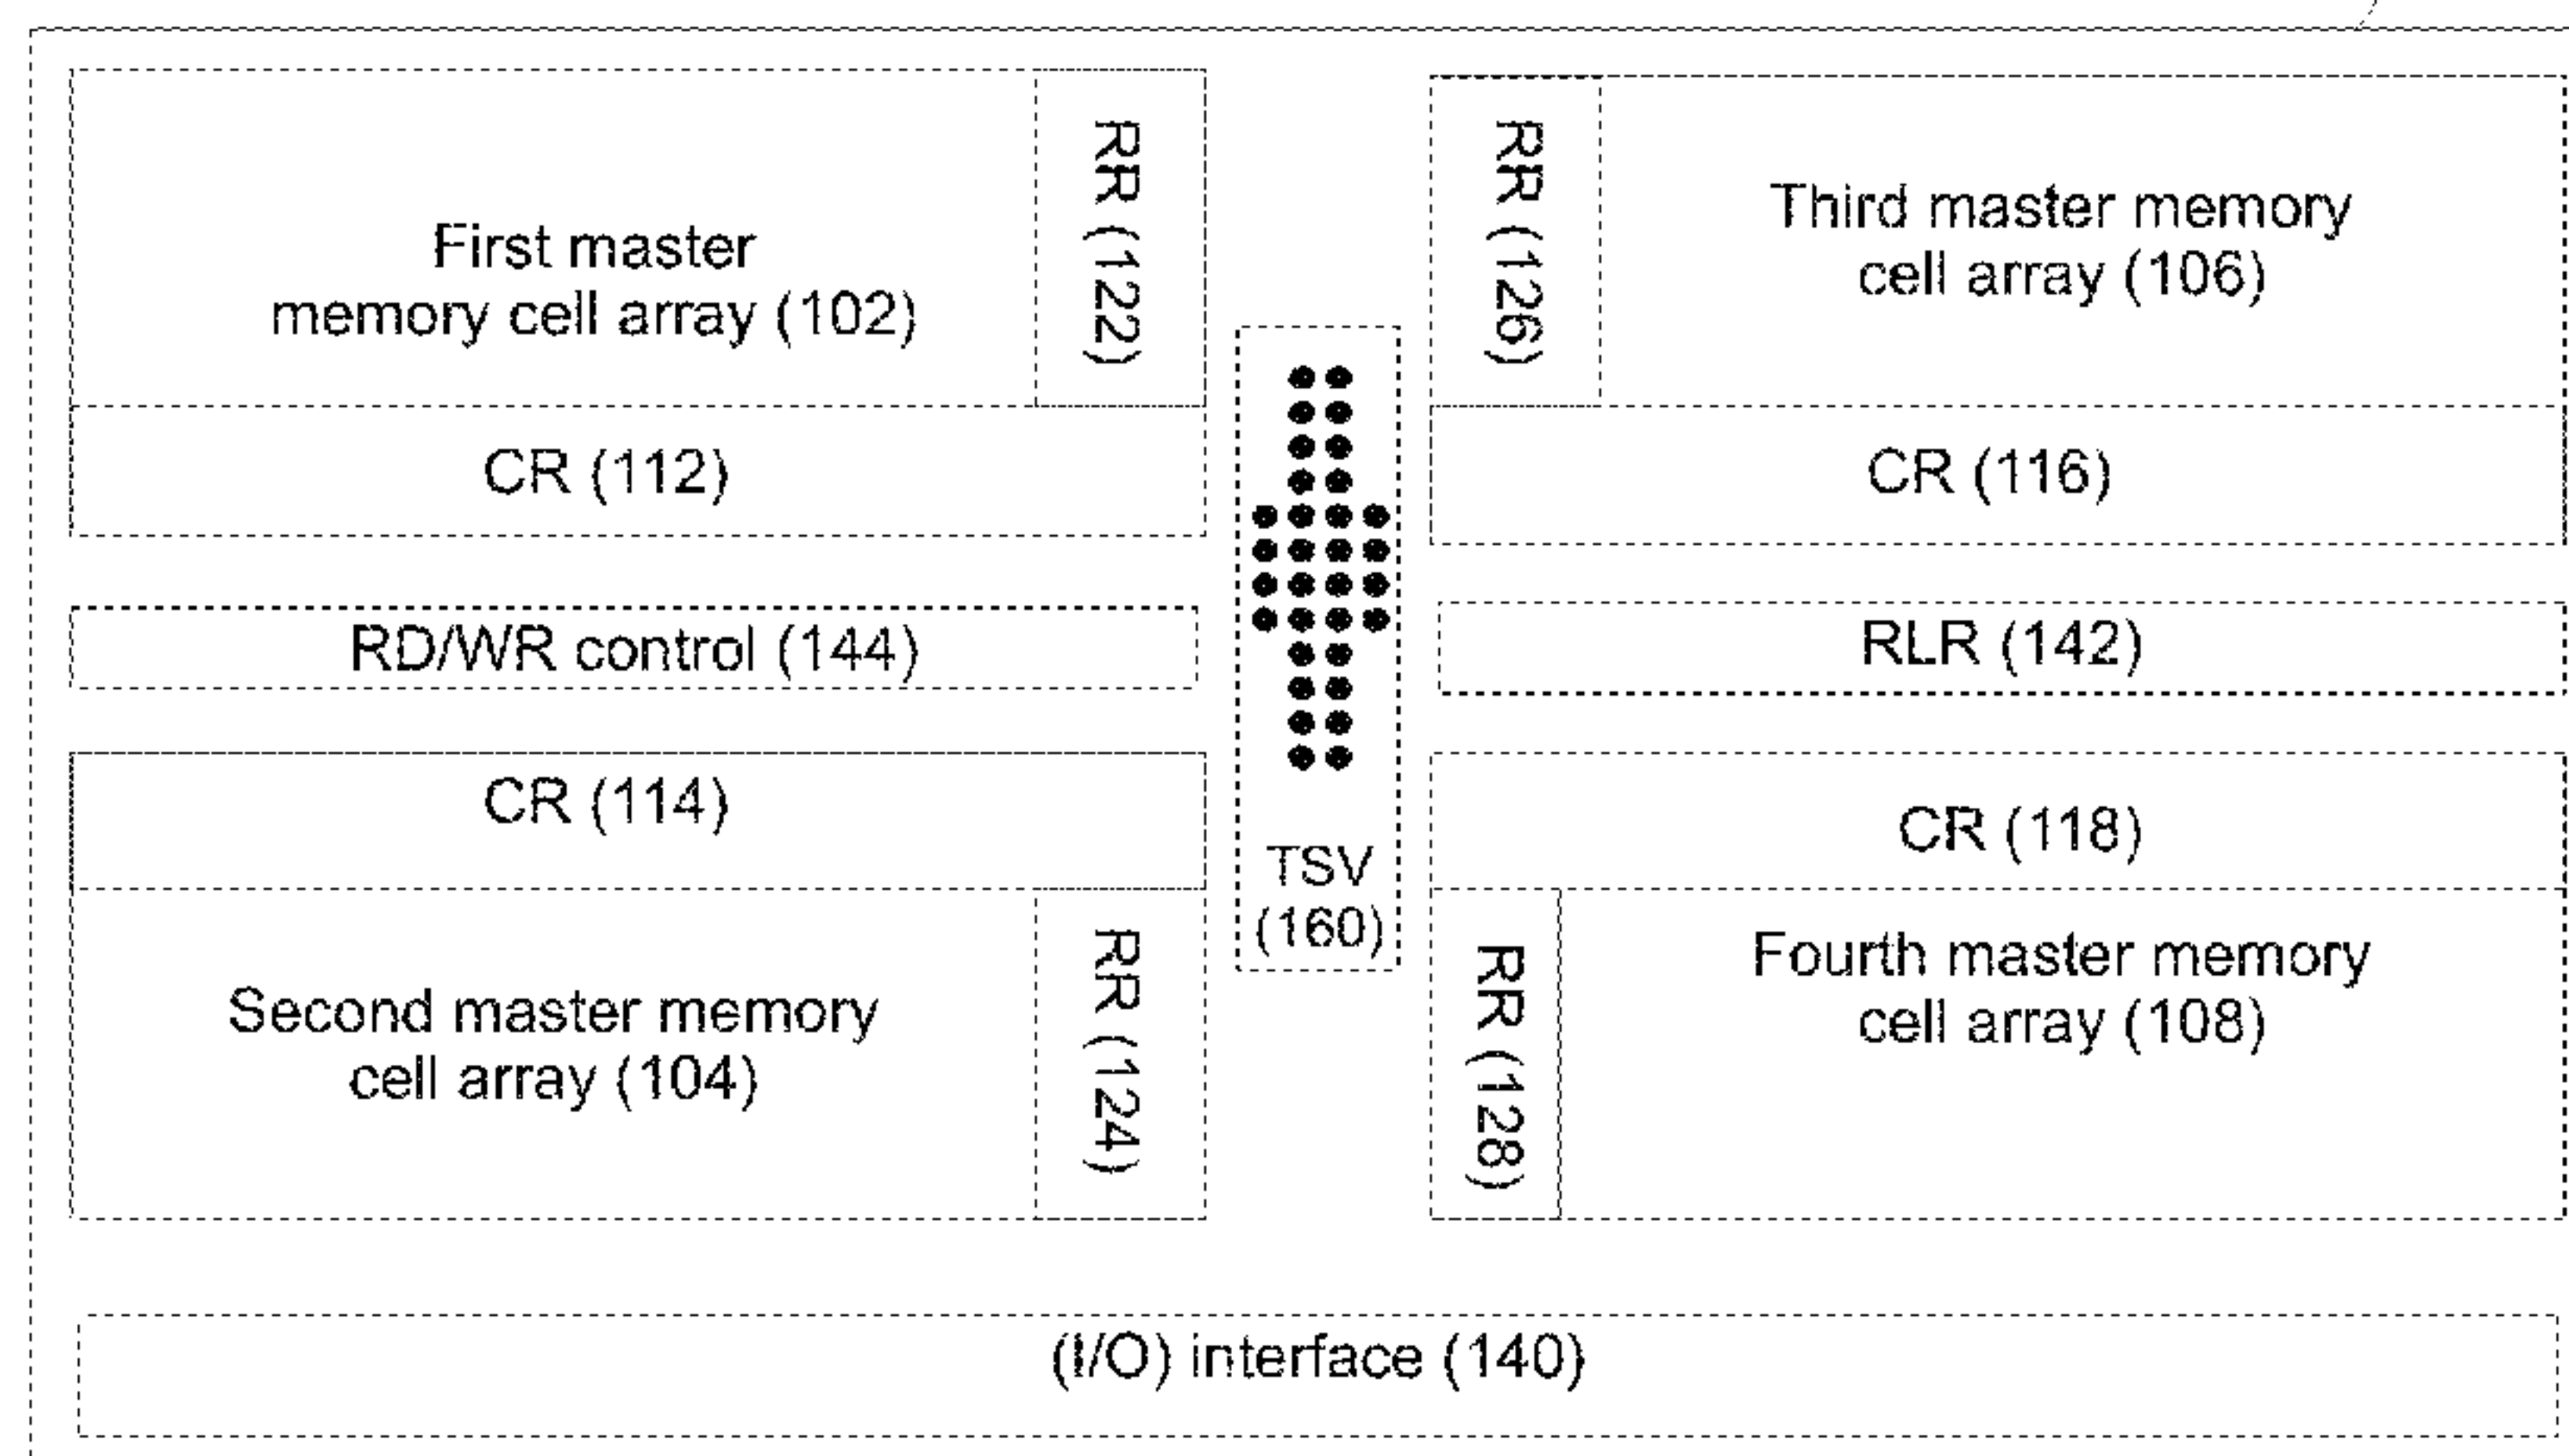 First master
memory cell array (102)
RR (122)
RR (126)
Third master memory
cell array (106)
CR (112)
CR (116)
RD/WR control (144)
RLR (142)
CR (114)
CR (118)
TSV
(160)
Second master memory
cell array (104)
RR (124)
RR (128)
Fourth master memory
cell array (108)
(I/O) interface (140)